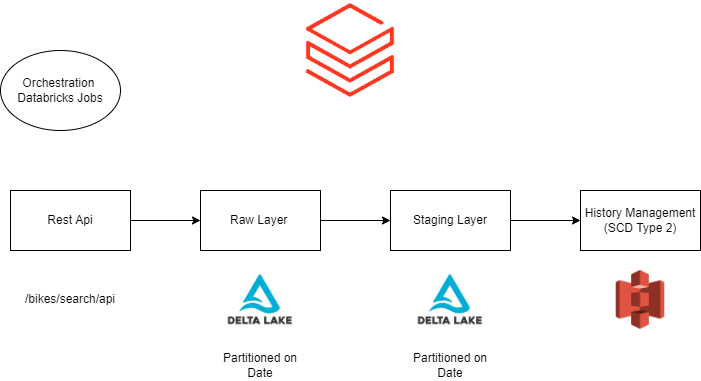 Orchestration
Databricks Jobs
Rest Api
Raw Layer
Staging Layer
History Management
(SCD Type 2)
/bikes/search/api
DELTA LAKE
DELTA LAKE
Partitioned on
Date
Partitioned on
Date